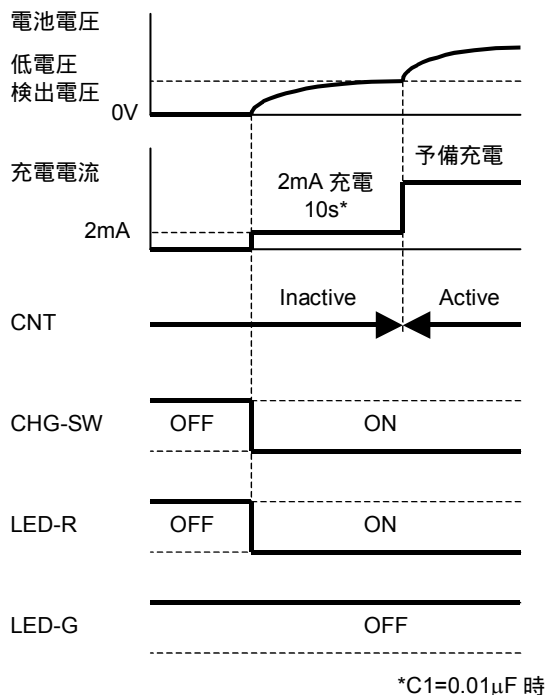 電池電圧
低電圧
検出電圧
0V
充電電流
予備充電
2mA 充電
10s*
2mA
Inactive
Active
CNT
CHG-SW
OFF
ON
LED-R
OFF
ON
LED-G
OFF
*C1=0.01μF 時